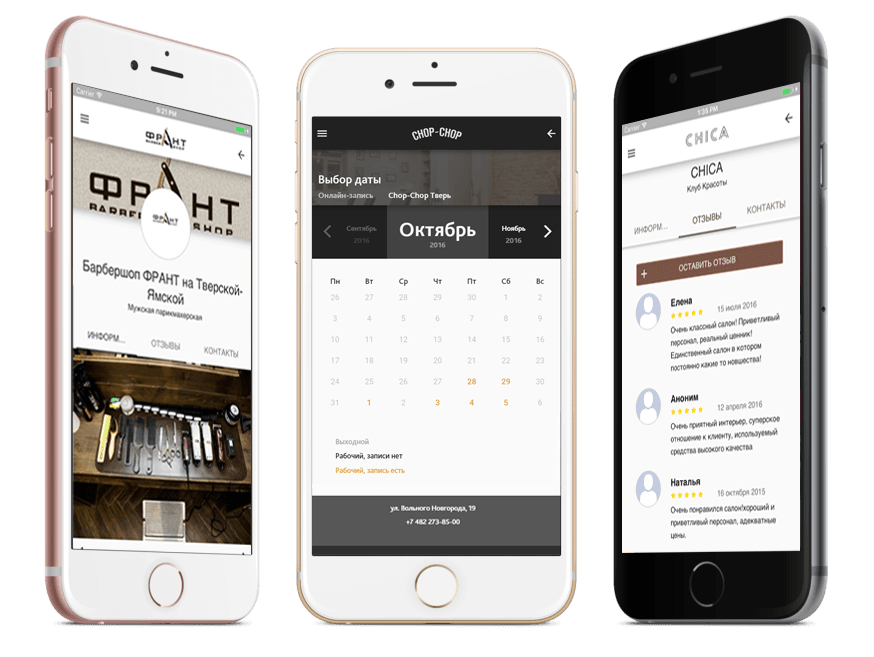 Carrier
9:21 PM
ФРАНТ
BARBER SHOP
ФРАНТ
BARBER SHOP
ФРАНТ
Барбершоп ФРАНТ на Тверской-
Ямской
Мужская парикмахерская
ИНФОРМ... ОТЗЫВЫ КОНТАКТЫ
CHOP-CHOP
Выбор даты
Онлайн-запись Chop-Chop Тверь
Сентябрь Октябрь Ноябрь
2016 2016 2016
Пн Вт Ср Чт Пт Сб Вс
26 27 28 29 30 1 2
3 4 5 6 7 8 9
10 11 12 13 14 15 16
17 18 19 20 21 22 23
24 25 26 27 28 29 30
31 1 2 3 4 5 6
Выходной
Рабочий, записи нет
Рабочий, запись есть
ул. Вольного Новгорода, 19
+7 482 273-85-00
Carrier
1:39 PM
CHICA
CHICA
Клуб Красоты
ИНФОРМ... ОТЗЫВЫ КОНТАКТЫ
+ ОСТАВИТЬ ОТЗЫВ
Елена
15 июля 2016
Очень классный салон! Приветливый
персонал, реальный ценник!
Единственный салон в котором
постоянно какие то новшества!
Аноним
12 апреля 2016
Очень приятный интерьер, суперское
отношение к клиенту, используемый
средства высокого качества
Наталья
16 октября 2015
Очень понравился салон!хороший и
приветливый персонал, адекватные
цены.